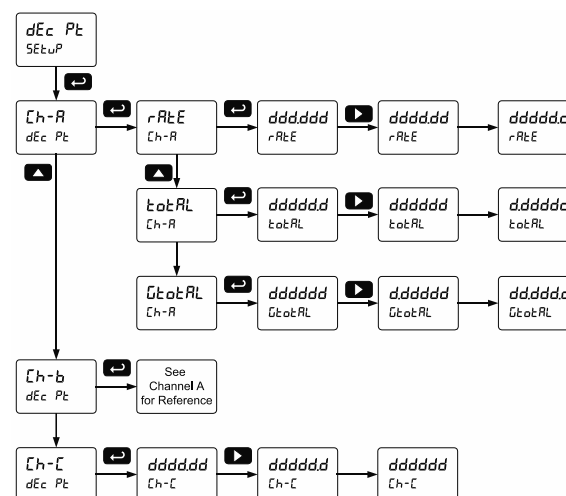 dEc Pt
SEtuP
Ch-A
dEc Pt
rAtE
Ch-A
ddd.ddd
rAtE
dddd.dd
rAtE
ddddd.d
rAtE
totAL
Ch-A
ddddd.d
totAL
dddddd
totAL
d.ddddd
totAL
GtotAL
Ch-A
dddddd
GtotAL
d.ddddd
GtotAL
dd.ddd.d
GtotAL
Ch-b
dEc Pt
See
Channel A
for Reference
Ch-C
dEc Pt
dddd.dd
Ch-C
ddddd.d
Ch-C
dddddd
Ch-C